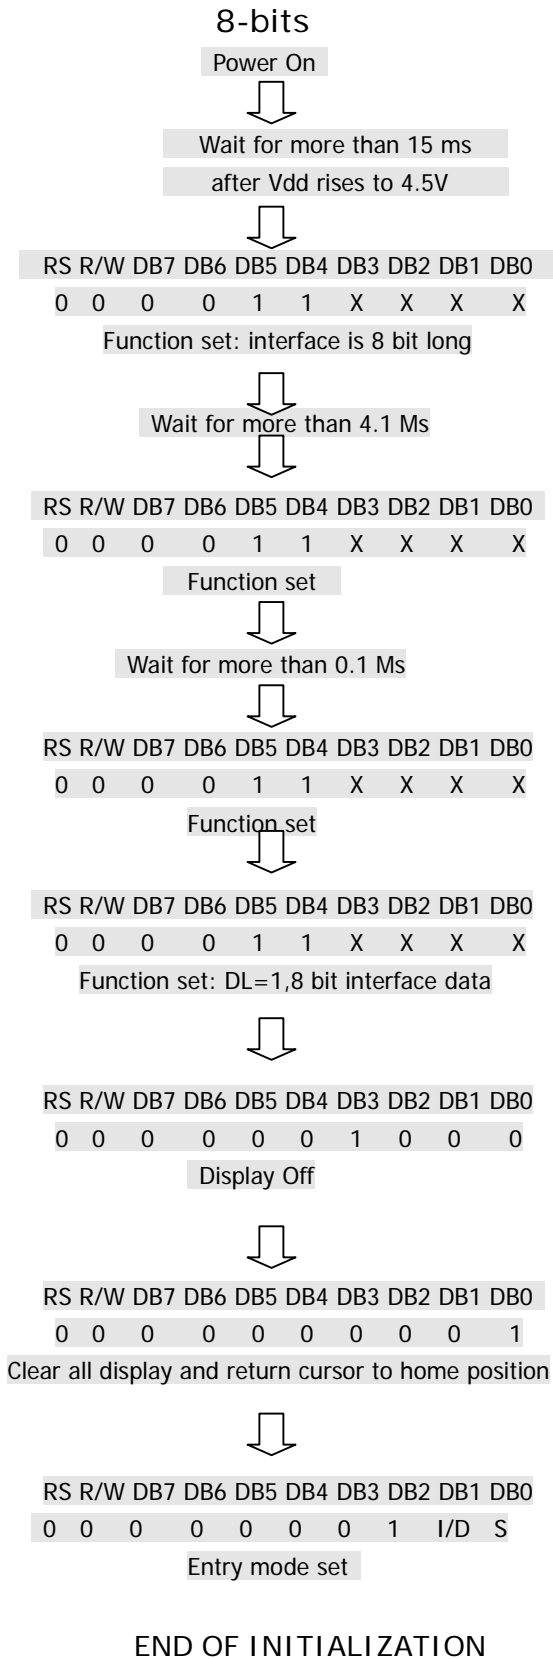 8-bits
Power On
Wait for more than 15 ms
after Vdd rises to 4.5V
RS R/W DB7 DB6 DB5 DB4 DB3 DB2 DB1 DB0
0 0 0 0 1 1 X X X X
Function set: interface is 8 bit long
Wait for more than 4.1 Ms
RS R/W DB7 DB6 DB5 DB4 DB3 DB2 DB1 DB0
0 0 0 0 1 1 X X X X
Function set
Wait for more than 0.1 Ms
RS R/W DB7 DB6 DB5 DB4 DB3 DB2 DB1 DB0
0 0 0 0 1 1 X X X X
Function set
RS R/W DB7 DB6 DB5 DB4 DB3 DB2 DB1 DB0
0 0 0 0 1 1 X X X X
Function set: DL=1,8 bit interface data
RS R/W DB7 DB6 DB5 DB4 DB3 DB2 DB1 DB0
0 0 0 0 0 0 1 0 0 0
Display Off
RS R/W DB7 DB6 DB5 DB4 DB3 DB2 DB1 DB0
0 0 0 0 0 0 0 0 0 1
Clear all display and return cursor to home position
RS R/W DB7 DB6 DB5 DB4 DB3 DB2 DB1 DB0
0 0 0 0 0 0 0 1 I/D S
Entry mode set
END OF INITIALIZATION